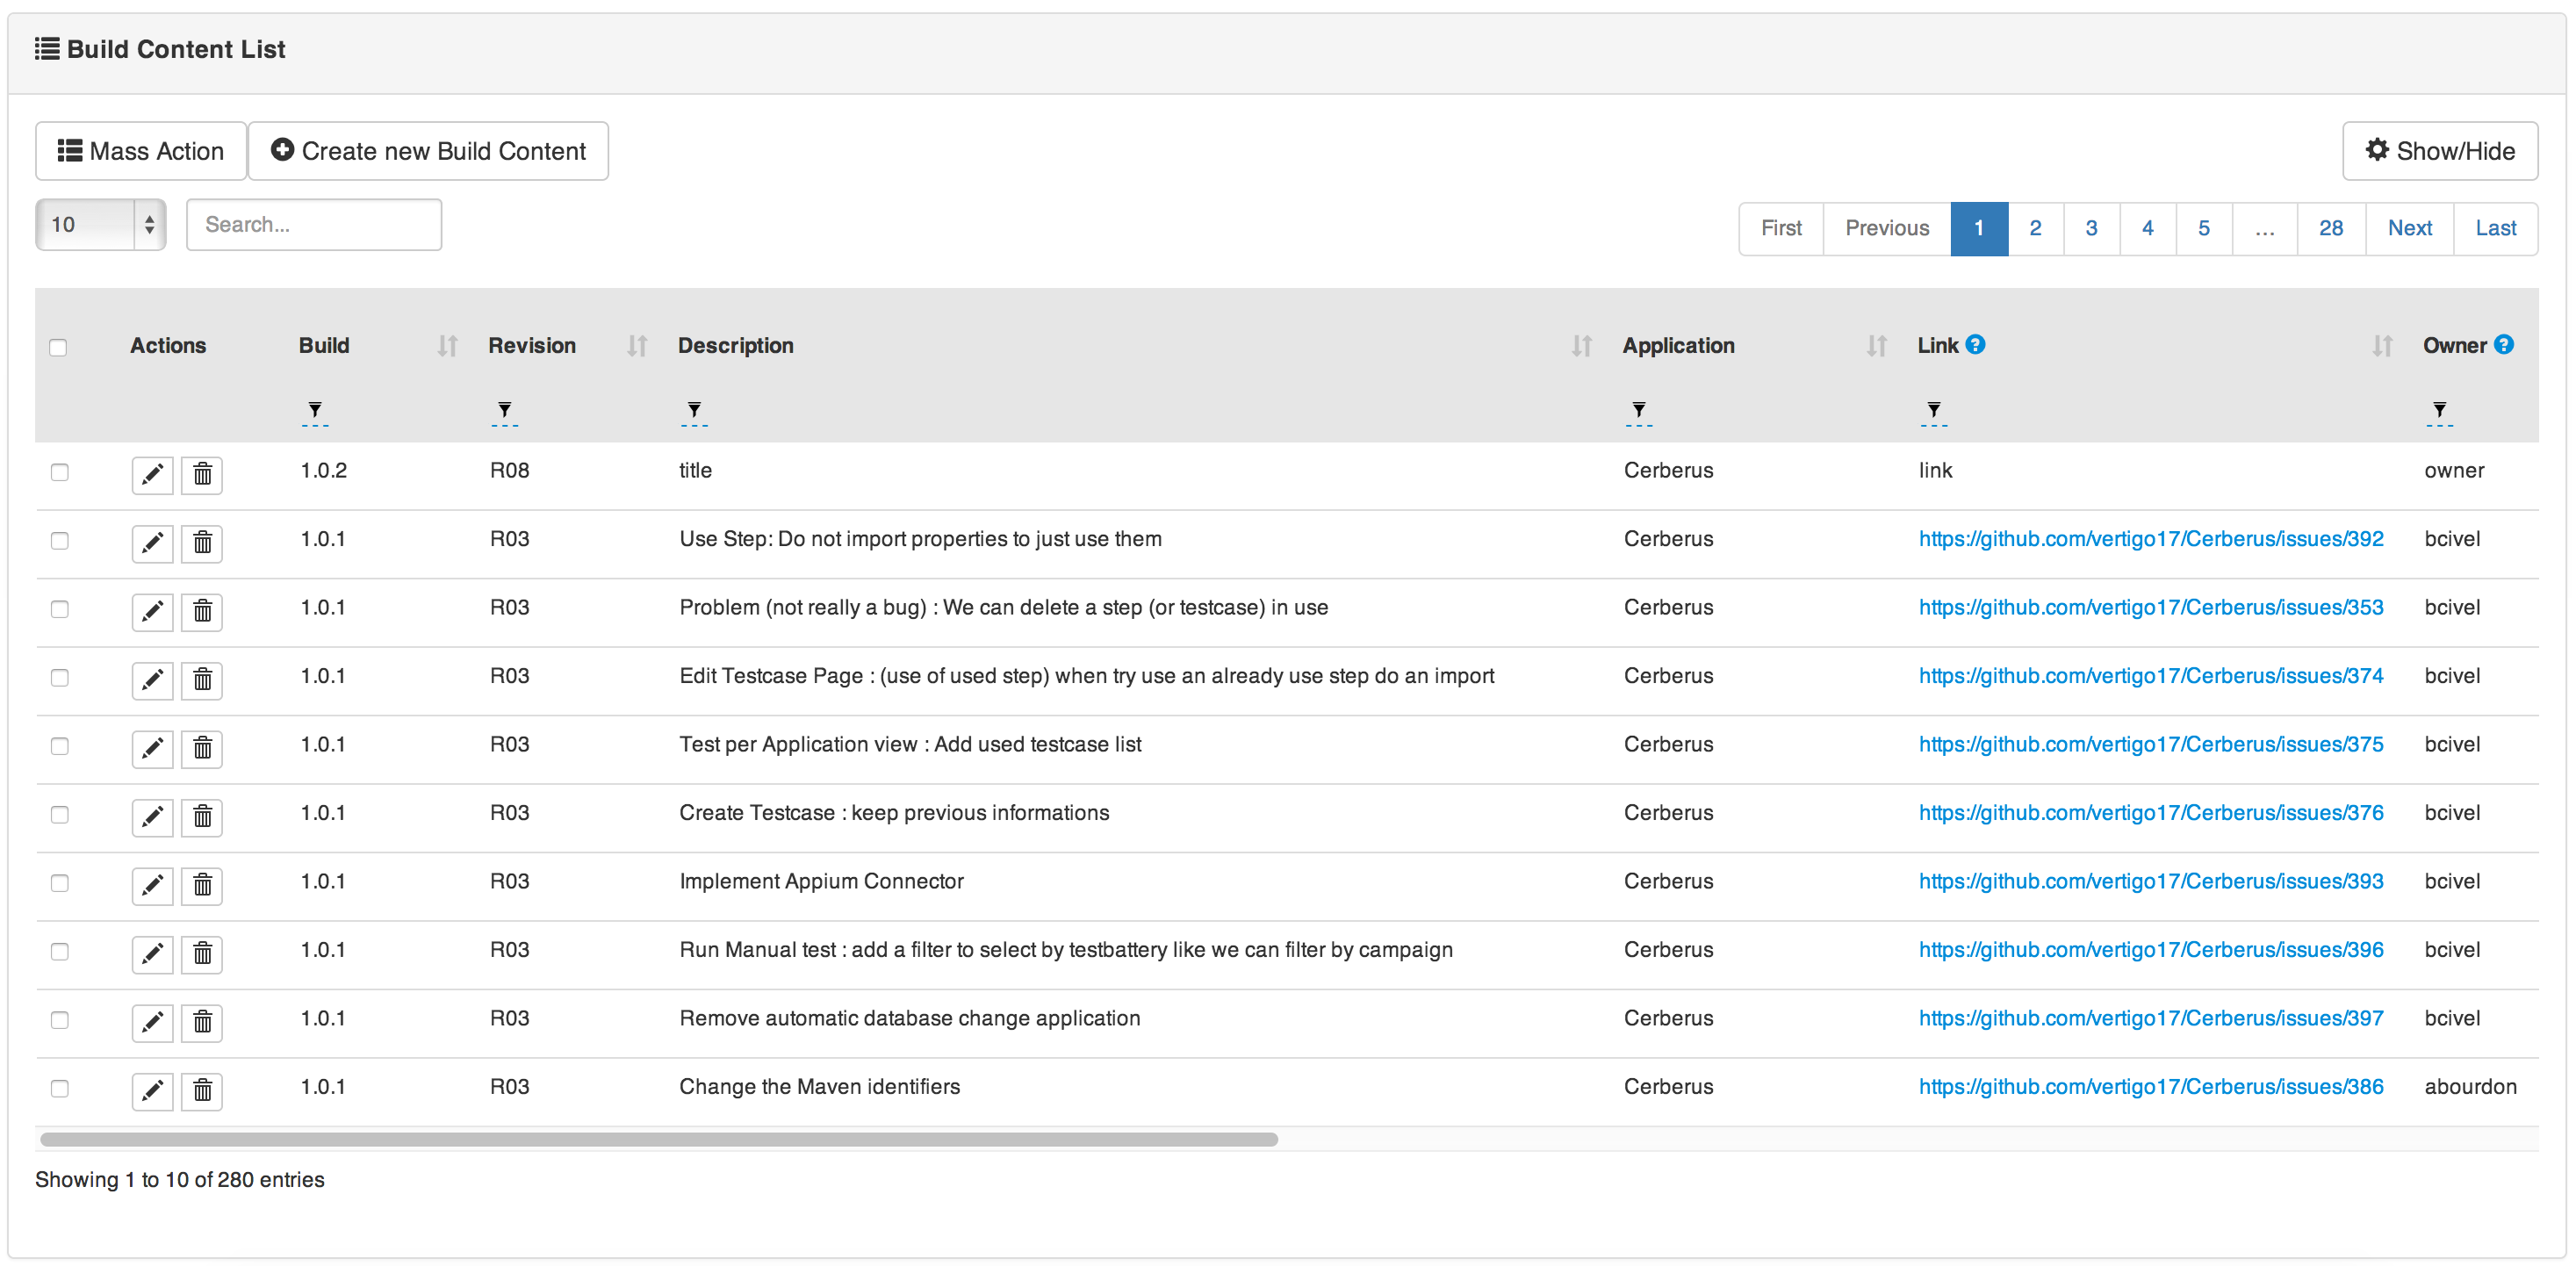 Build Content List
Mass Action Create new Build Content Show/Hide
10 Search... First Previous 1 2 3 4 5 ... 28 Next Last
Actions Build Revision Description Application Link Owner
1.0.2 R08 title Cerberus link owner
1.0.1 R03 Use Step: Do not import properties to just use them Cerberus https://github.com/vertigo17/Cerberus/issues/392 bcivel
1.0.1 R03 Problem (not really a bug) : We can delete a step (or testcase) in use Cerberus https://github.com/vertigo17/Cerberus/issues/353 bcivel
1.0.1 R03 Edit Testcase Page : (use of used step) when try use an already use step do an import Cerberus https://github.com/vertigo17/Cerberus/issues/374 bcivel
1.0.1 R03 Test per Application view : Add used testcase list Cerberus https://github.com/vertigo17/Cerberus/issues/375 bcivel
1.0.1 R03 Create Testcase : keep previous informations Cerberus https://github.com/vertigo17/Cerberus/issues/376 bcivel
1.0.1 R03 Implement Appium Connector Cerberus https://github.com/vertigo17/Cerberus/issues/393 bcivel
1.0.1 R03 Run Manual test : add a filter to select by testbattery like we can filter by campaign Cerberus https://github.com/vertigo17/Cerberus/issues/396 bcivel
1.0.1 R03 Remove automatic database change application Cerberus https://github.com/vertigo17/Cerberus/issues/397 bcivel
1.0.1 R03 Change the Maven identifiers Cerberus https://github.com/vertigo17/Cerberus/issues/386 abourdon
Showing 1 to 10 of 280 entries